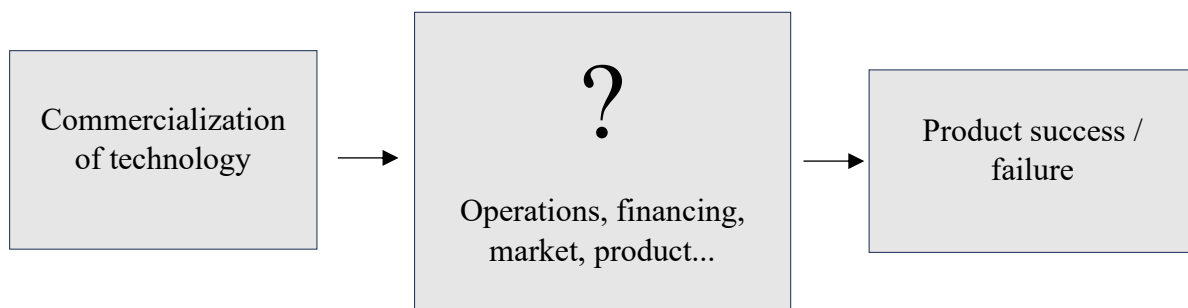 Commercialization
of technology
?
Operations, financing,
market, product...
Product success /
failure